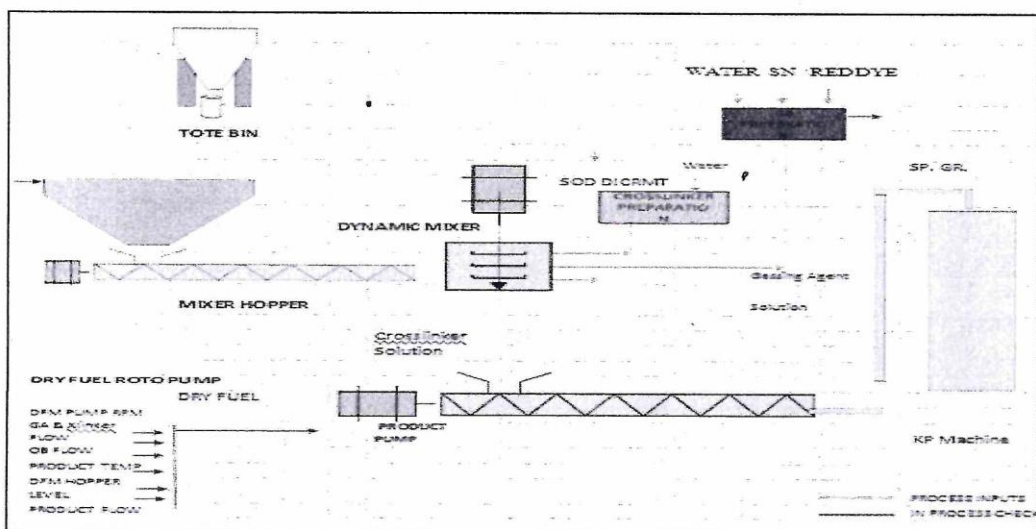 WATER SN REDDYE
TOTE BIN
Water
SP. GR.
SOD DICRMT
CROSSLINKER
PREPARATIO
N
DYNAMIC MIXER
Gassing Agent
Solution
MIXER HOPPER
Crosslinker
Solution
DRY FUEL ROTO PUMP
DRY FUEL
DFM PUMP RPM
GA & Xlinker
FLOW
OB FLOW
PRODUCT TEMP
DFM HOPPER
LEVEL
PRODUCT FLOW
PRODUCT
PUMP
KP Machine
PROCESS INPUTS
IN PROCESS CHECK